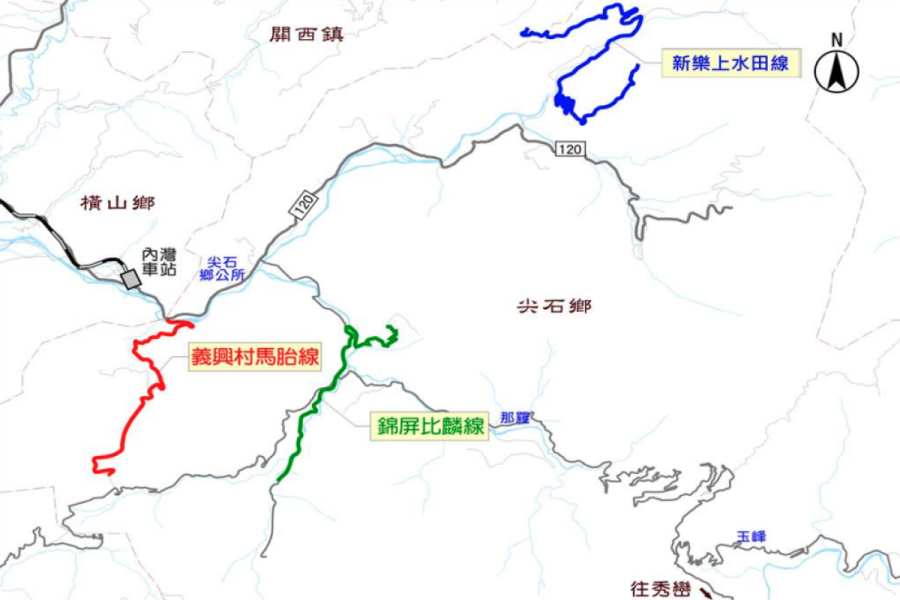 關西鎮
新樂上水田線
N
120
120
橫山鄉
內灣
車站
尖石
鄉公所
尖石鄉
義興村馬胎線
錦屏比麟線
那羅
玉峰
往秀巒